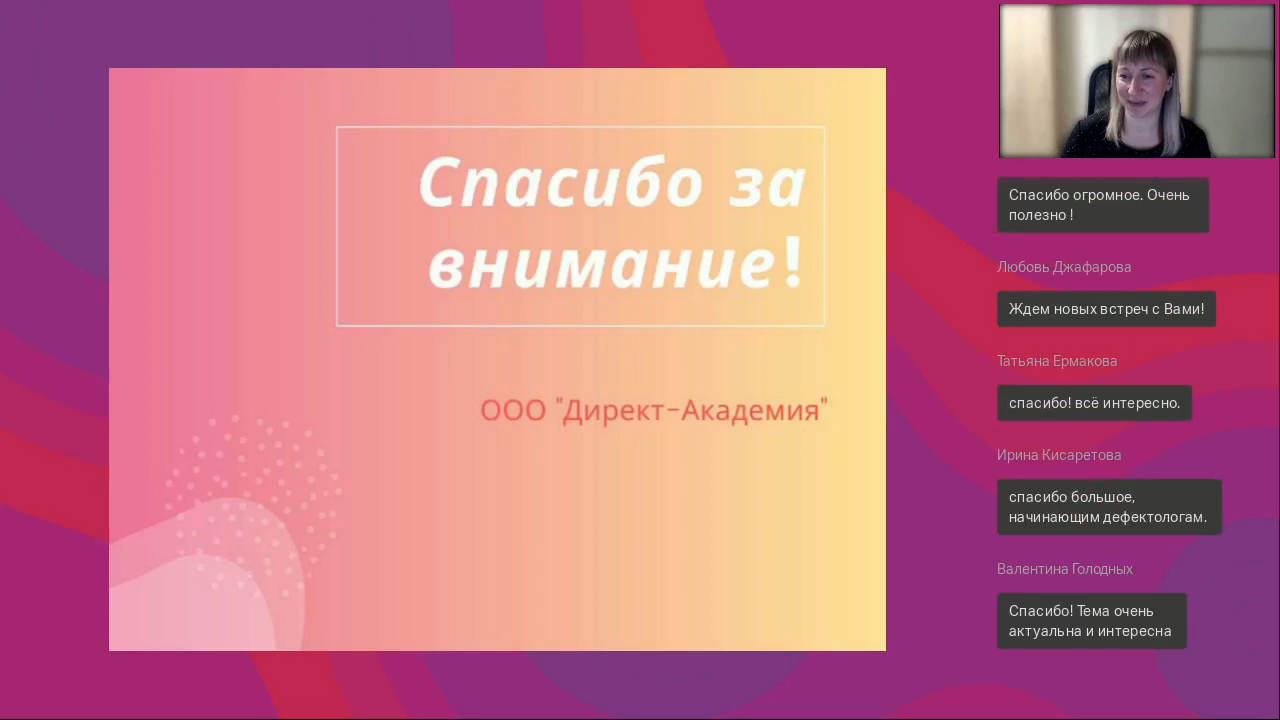 Спасибо за
внимание!
ООО "Директ-Академия"
Спасибо огромное. Очень
полезно !
Любовь Джафарова
Ждем новых встреч с Вами!
Татьяна Ермакова
спасибо! всё интересно.
Ирина Кисаретова
спасибо большое,
начинающим дефектологам.
Валентина Голодных
Спасибо! Тема очень
актуальна и интересна